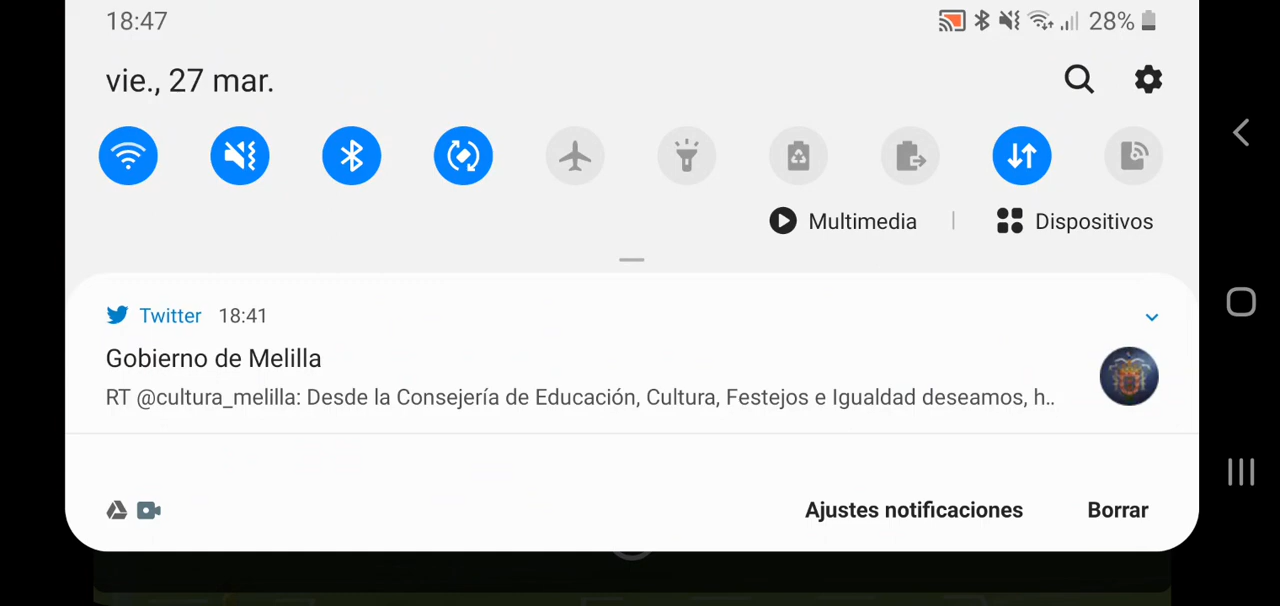 18:47
28%
vie., 27 mar.
Multimedia | Dispositivos
Twitter 18:41
Gobierno de Melilla
RT @cultura_melilla: Desde la Consejería de Educación, Cultura, Festejos e Igualdad deseamos, h..
Ajustes notificaciones Borrar